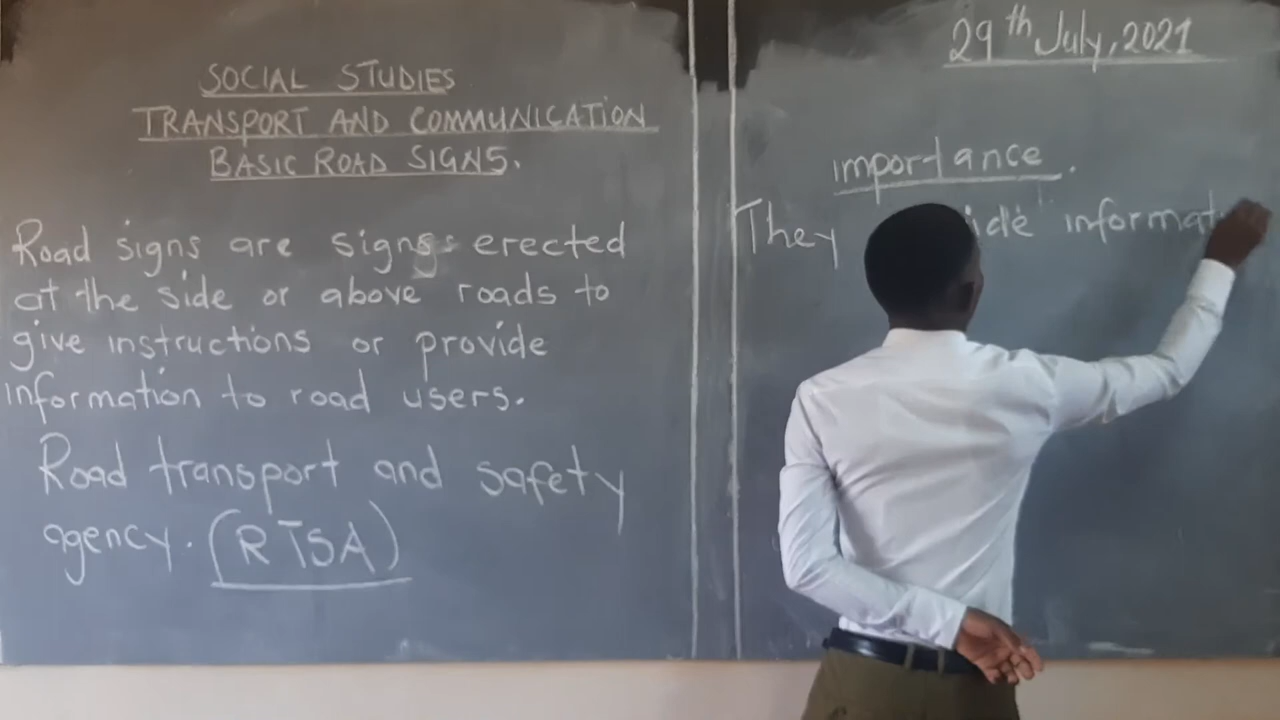 SOCIAL STUDIES
TRANSPORT AND COMMUNICATION
BASIC ROAD SIGNS.
Road signs are signs erected
at the side or above roads to
give instructions or provide
information to road users.
Road transport and safety
agency. (RTSA)
29th July, 2021
importance.
They ide informat